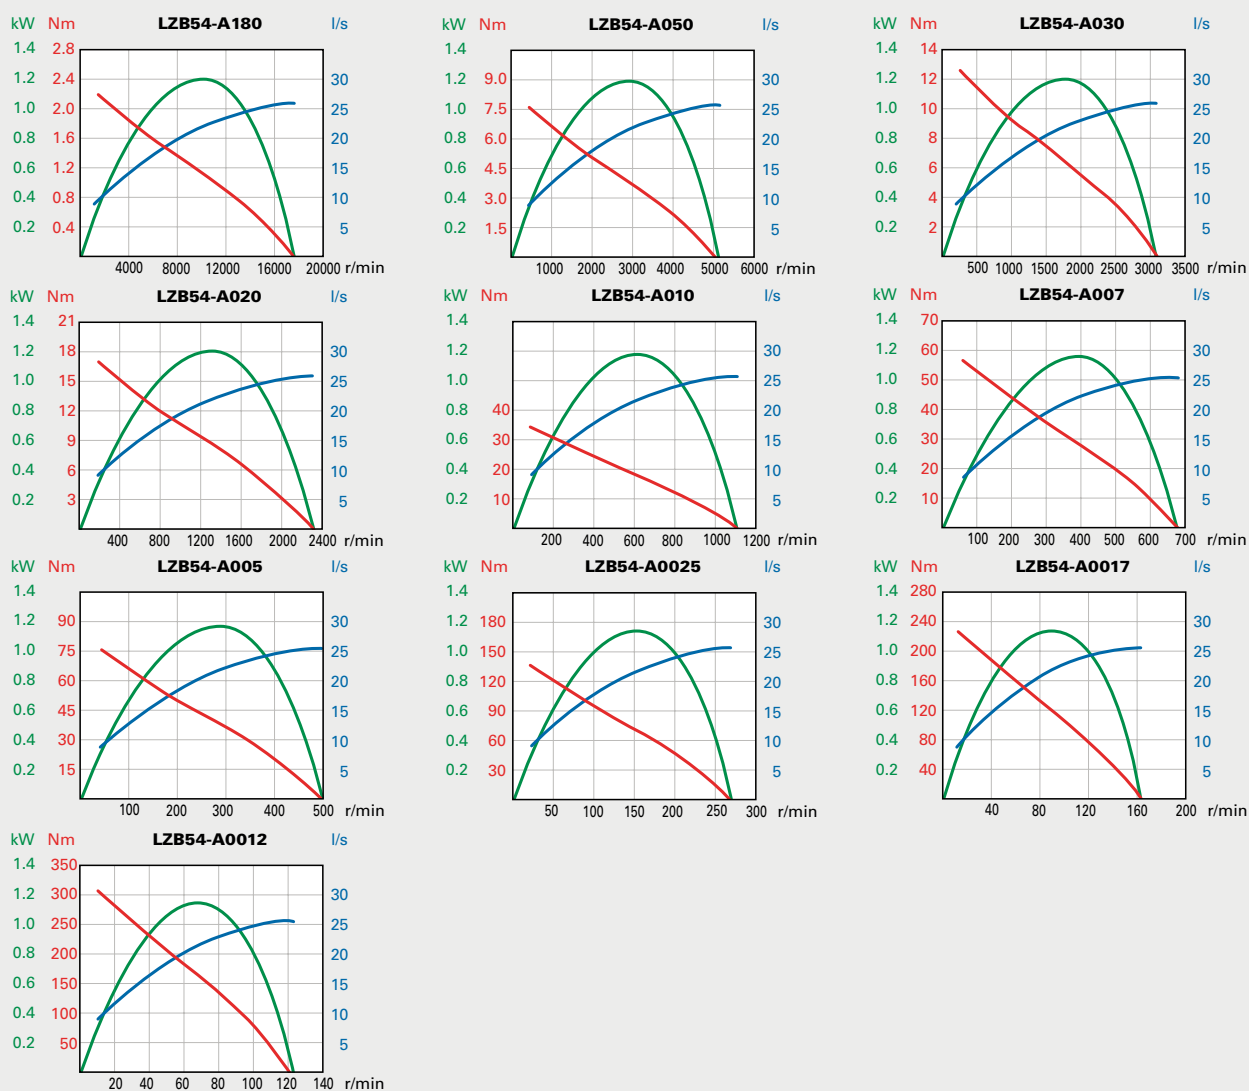 kW Nm LZB54-A180 l/s
1.4 2.8
1.2 2.4 30
1.0 2.0 25
0.8 1.6 20
0.6 1.2 15
0.4 0.8 10
0.2 0.4 5
4000 8000 12000 16000 20000 r/min
kW Nm LZB54-A050 l/s
1.4
1.2 9.0 30
1.0 7.5 25
0.8 6.0 20
0.6 4.5 15
0.4 3.0 10
0.2 1.5 5
1000 2000 3000 4000 5000 6000 r/min
kW Nm LZB54-A030 l/s
1.4 14
1.2 12 30
1.0 10 25
0.8 8 20
0.6 6 15
0.4 4 10
0.2 2 5
500 1000 1500 2000 2500 3000 3500 r/min
kW Nm LZB54-A020 l/s
1.4 21
1.2 18 30
1.0 15 25
0.8 12 20
0.6 9 15
0.4 6 10
0.2 3 5
400 800 1200 1600 2000 2400 r/min
kW Nm LZB54-A010 l/s
1.4
1.2 30
1.0 25
0.8 40 20
0.6 30 15
0.4 20 10
0.2 10 5
200 400 600 800 1000 1200 r/min
kW Nm LZB54-A007 l/s
1.4 70
1.2 60 30
1.0 50 25
0.8 40 20
0.6 30 15
0.4 20 10
0.2 10 5
100 200 300 400 500 600 700 r/min
kW Nm LZB54-A005 l/s
1.4
1.2 90 30
1.0 75 25
0.8 60 20
0.6 45 15
0.4 30 10
0.2 15 5
100 200 300 400 500 r/min
kW Nm LZB54-A0025 l/s
1.4
1.2 180 30
1.0 150 25
0.8 120 20
0.6 90 15
0.4 60 10
0.2 30 5
50 100 150 200 250 300 r/min
kW Nm LZB54-A0017 l/s
1.4 280
1.2 240 30
1.0 200 25
0.8 160 20
0.6 120 15
0.4 80 10
0.2 40 5
40 80 120 160 200 r/min
kW Nm LZB54-A0012 l/s
1.4 350
1.2 300 30
1.0 250 25
0.8 200 20
0.6 150 15
0.4 100 10
0.2 50 5
20 40 60 80 100 120 140 r/min